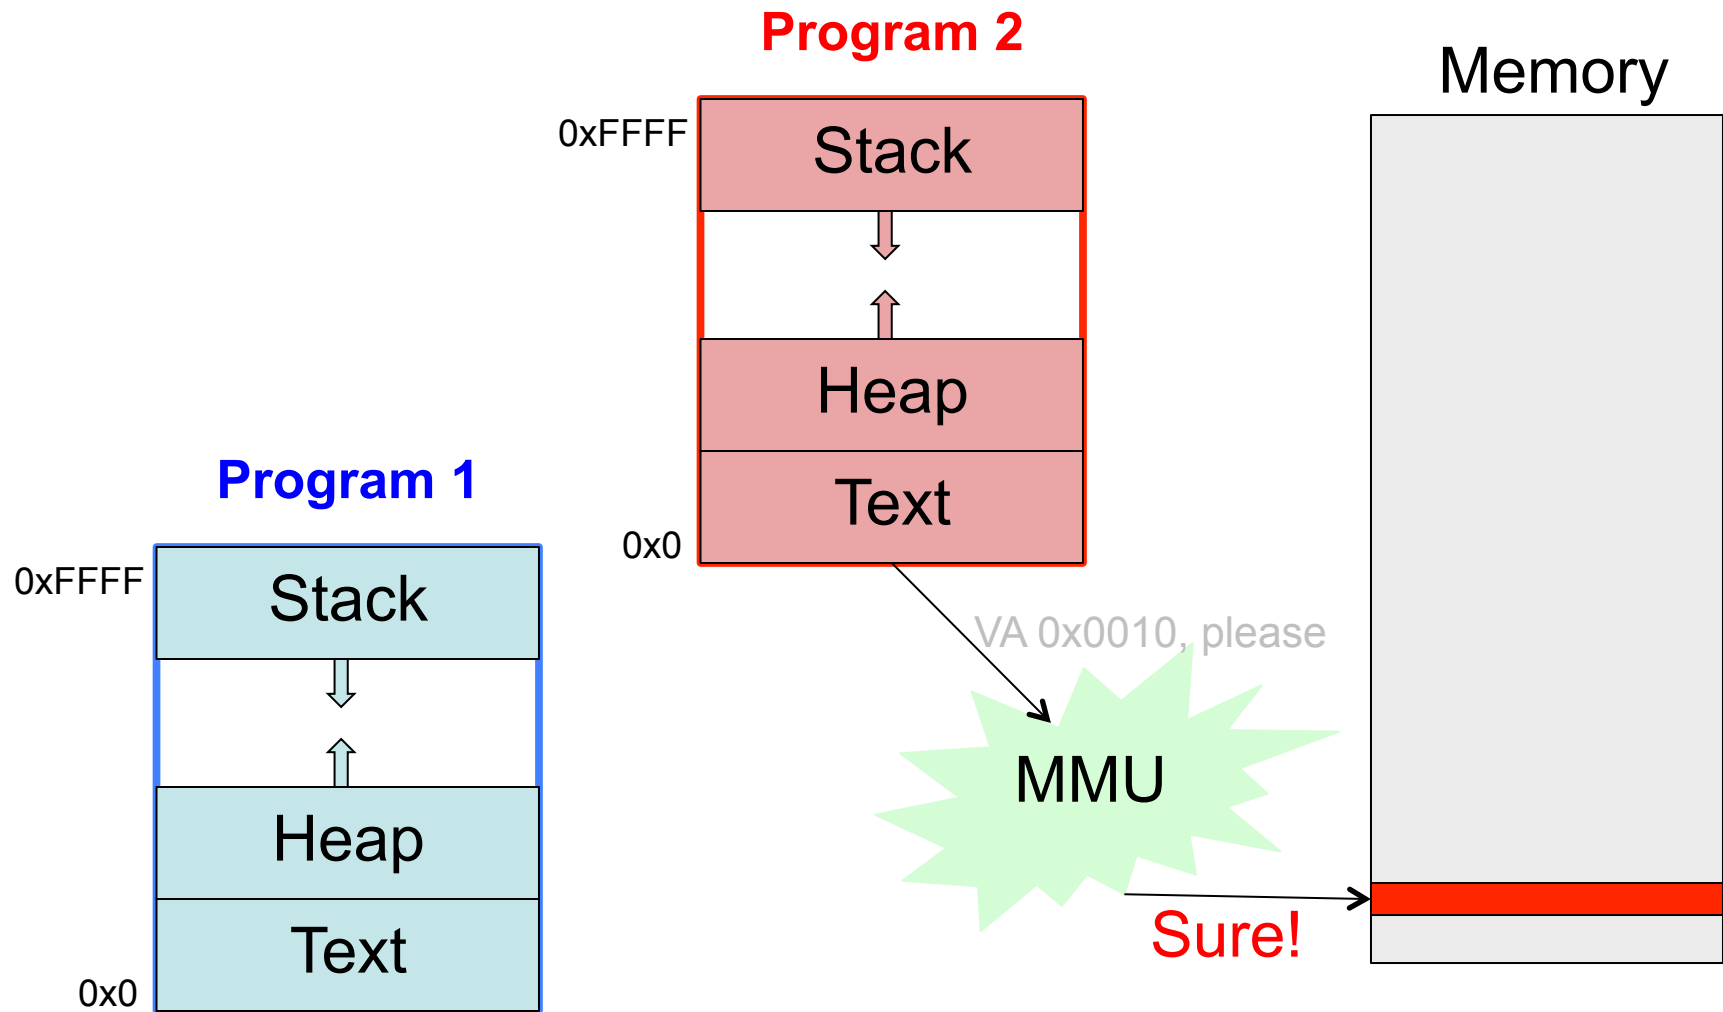 Program 2
Memory
0xFFFF
Stack
Heap
Text
0x0
Program 1
0xFFFF
Stack
Heap
Text
0x0
VA 0x0010, please
MMU
Sure!